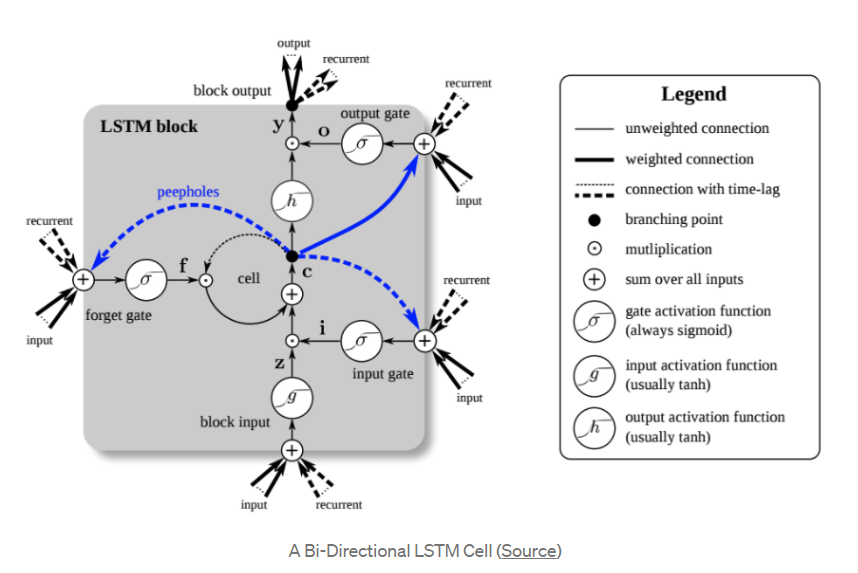 output
recurrent
block output
LSTM block
y
o
output gate
σ
recurrent
input
h
peepholes
recurrent
input
σ
f
forget gate
cell
c
i
σ
input gate
recurrent
input
z
g
block input
input
recurrent
Legend
unweighted connection
weighted connection
connection with time-lag
branching point
mutliplication
sum over all inputs
σ
gate activation function
(always sigmoid)
g
input activation function
(usually tanh)
h
output activation function
(usually tanh)
A Bi-Directional LSTM Cell (Source)